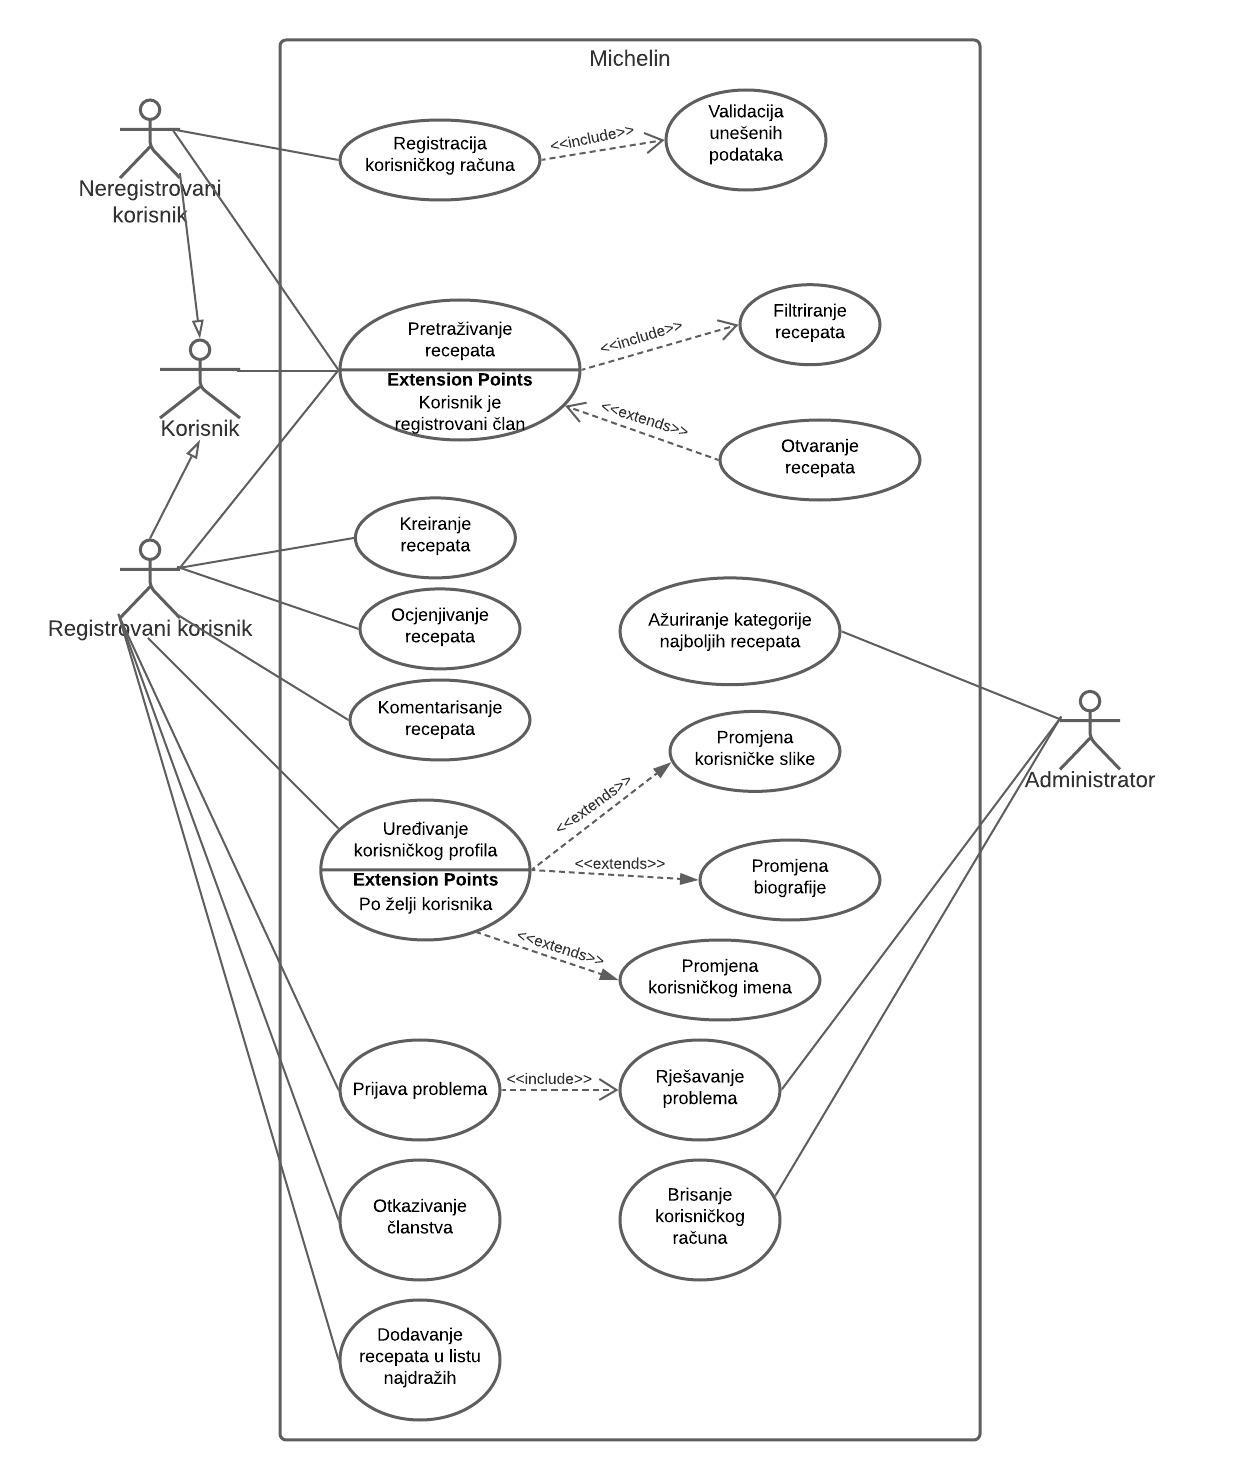 Michelin
Neregistrovani
korisnik
Registracija
korisničkog računa
<<include>>
Validacija
unešenih
podataka
Korisnik
Pretraživanje
recepata
Extension Points
Korisnik je
registrovani član
<<include>>
Filtriranje
recepata
<<extends>>
Otvaranje
recepata
Registrovani korisnik
Kreiranje
recepata
Ocjenjivanje
recepata
Ažuriranje kategorije
najboljih recepata
Komentarisanje
recepata
Administrator
Uređivanje
korisničkog profila
Extension Points
Po želji korisnika
<<extends>>
Promjena
korisničke slike
<<extends>>
Promjena
biografije
<<extends>>
Promjena
korisničkog imena
Prijava problema
<<include>>
Rješavanje
problema
Otkazivanje
članstva
Brisanje
korisničkog
računa
Dodavanje
recepata u listu
najdražih